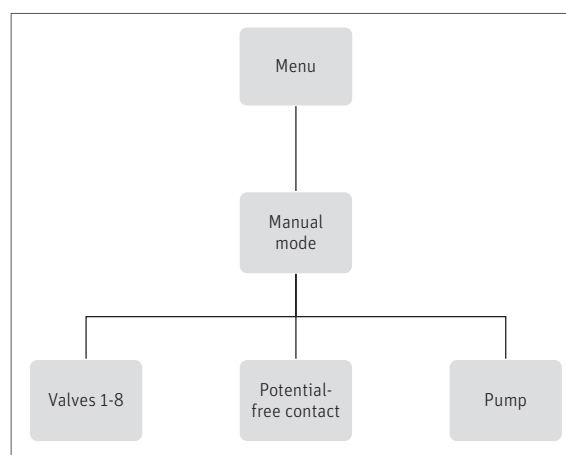 Menu
Manual
mode
Valves 1-8
Potential-
free contact
Pump